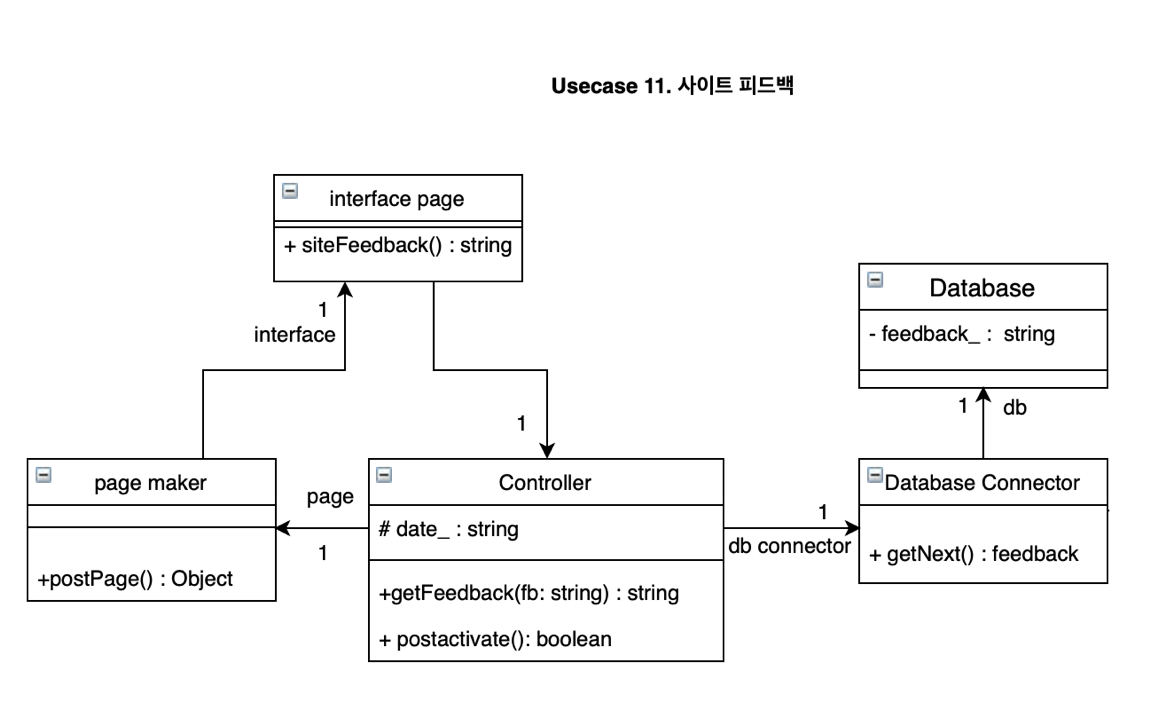 Usecase 11. 사이트 피드백
interface page
+ siteFeedback() : string
1
interface
1
Database
- feedback_ :  string
1
db
page maker
+postPage() : Object
page
1
Controller
# date_ : string
+getFeedback(fb: string) : string
+ postactivate(): boolean
1
db connector
Database Connector
+ getNext() : feedback